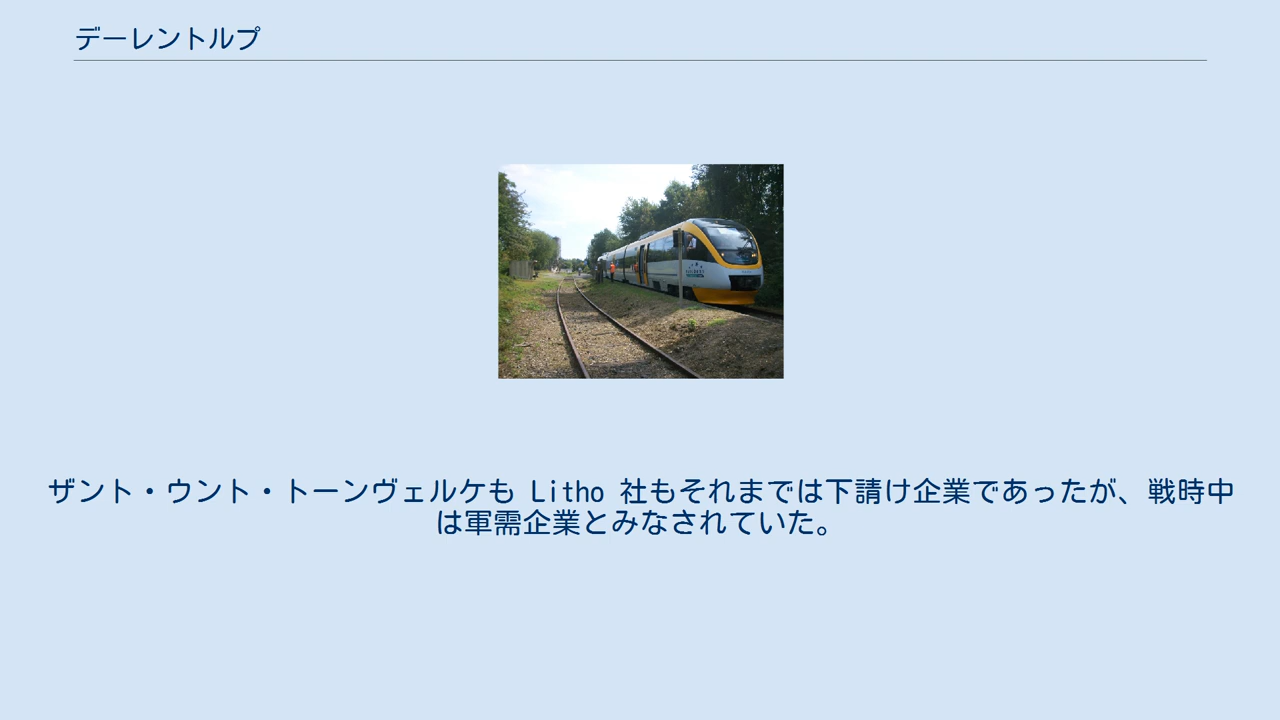 デーレントルプ
ザント・ウント・トーンヴェルケも Litho 社もそれまでは下請け企業であったが、戦時中
は軍需企業とみなされていた。